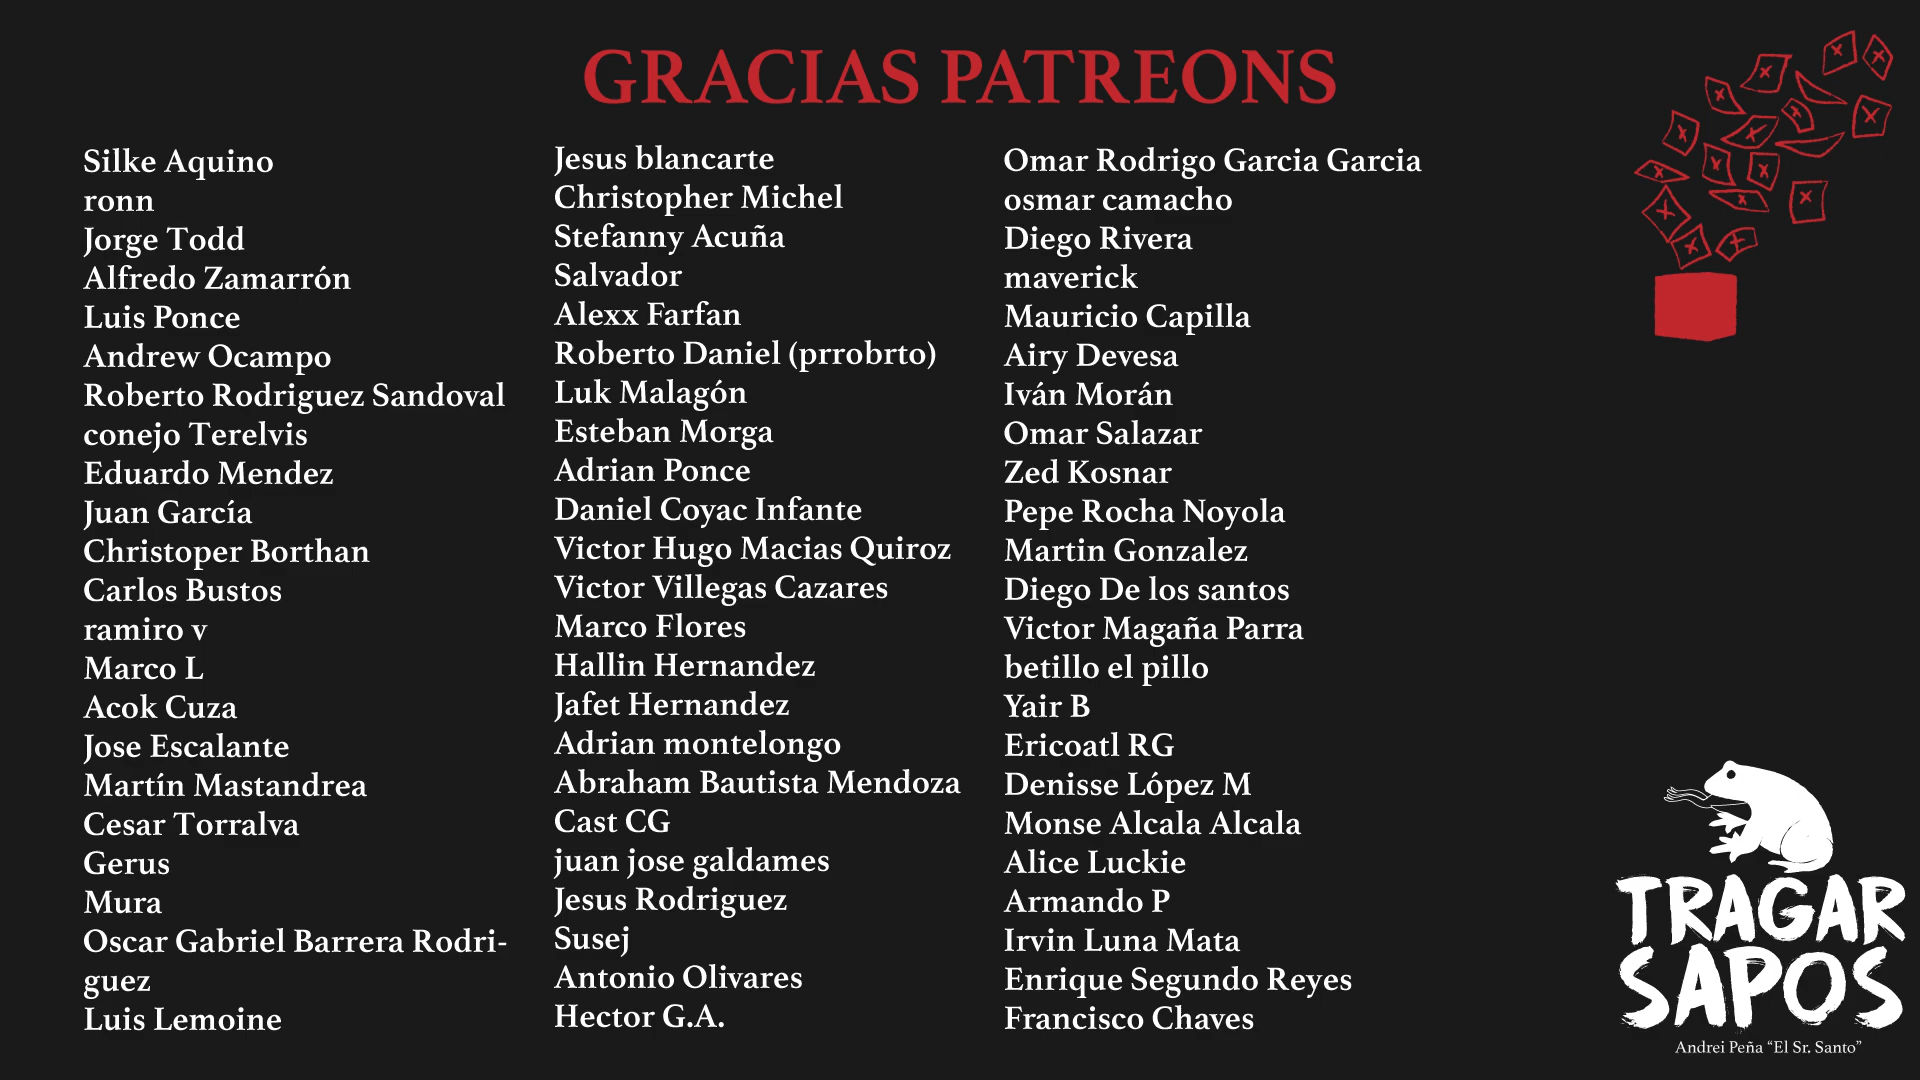 GRACIAS PATREONS
Silke Aquino
ronn
Jorge Todd
Alfredo Zamarrón
Luis Ponce
Andrew Ocampo
Roberto Rodriguez Sandoval
conejo Terelvis
Eduardo Mendez
Juan García
Christoper Borthan
Carlos Bustos
ramiro v
Marco L
Acok Cuza
Jose Escalante
Martín Mastandrea
Cesar Torralva
Gerus
Mura
Oscar Gabriel Barrera Rodri-
guez
Luis Lemoine
Jesus blancarte
Christopher Michel
Stefanny Acuña
Salvador
Alexx Farfan
Roberto Daniel (prrobrto)
Luk Malagón
Esteban Morga
Adrian Ponce
Daniel Coyac Infante
Victor Hugo Macias Quiroz
Victor Villegas Cazares
Marco Flores
Hallin Hernandez
Jafet Hernandez
Adrian montelongo
Abraham Bautista Mendoza
Cast CG
juan jose galdames
Jesus Rodriguez
Susej
Antonio Olivares
Hector G.A.
Omar Rodrigo Garcia Garcia
osmar camacho
Diego Rivera
maverick
Mauricio Capilla
Airy Devesa
Iván Morán
Omar Salazar
Zed Kosnar
Pepe Rocha Noyola
Martin Gonzalez
Diego De los santos
Victor Magaña Parra
betillo el pillo
Yair B
Ericoatl RG
Denisse López M
Monse Alcala Alcala
Alice Luckie
Armando P
Irvin Luna Mata
Enrique Segundo Reyes
Francisco Chaves
TRAGAR
SAPOS
Andrei Peña “El Sr. Santo”